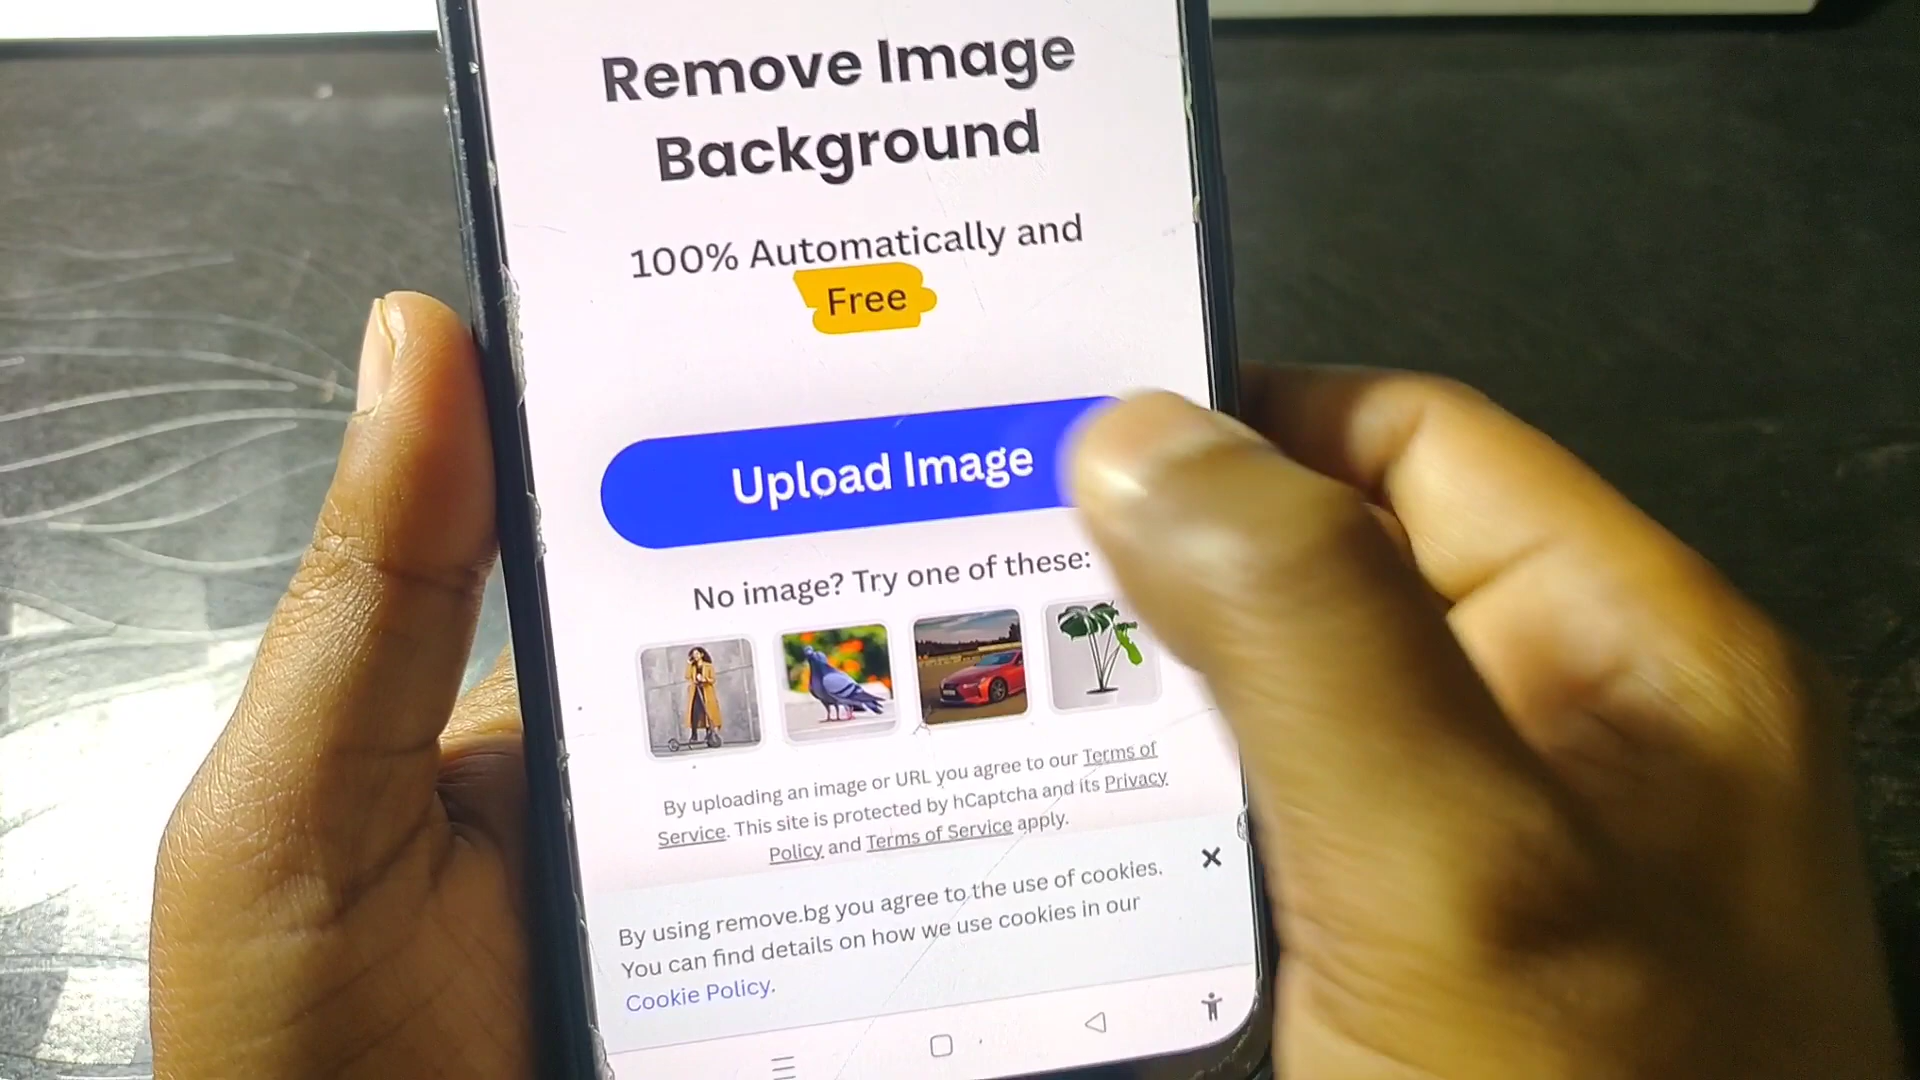 Remove Image
Background
100% Automatically and
Free
Upload Image
No image? Try one of these:
By uploading an image or URL you agree to our Terms of
Service. This site is protected by hCaptcha and its Privacy
Policy and Terms of Service apply.
By using remove.bg you agree to the use of cookies.
You can find details on how we use cookies in our
Cookie Policy.